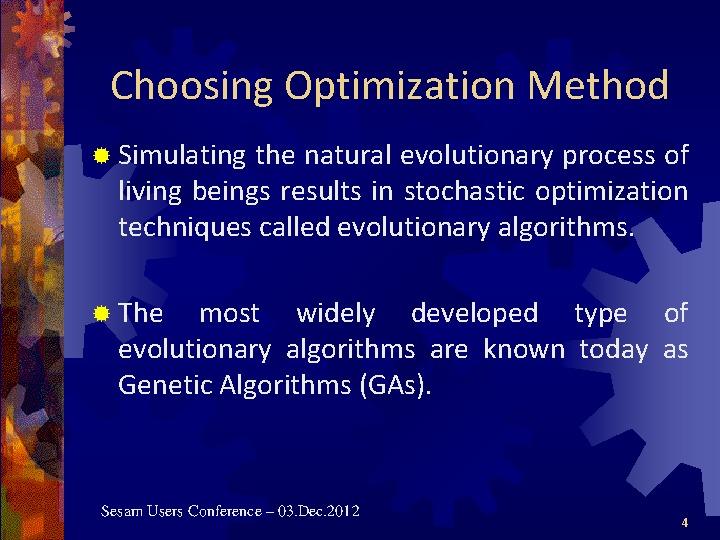 Choosing Optimization Method
Simulating the natural evolutionary process of
living beings results in stochastic optimization
techniques called evolutionary algorithms.
The most widely developed type of
evolutionary algorithms are known today as
Genetic Algorithms (GAs).
Sesam Users Conference – 03.Dec.2012
4